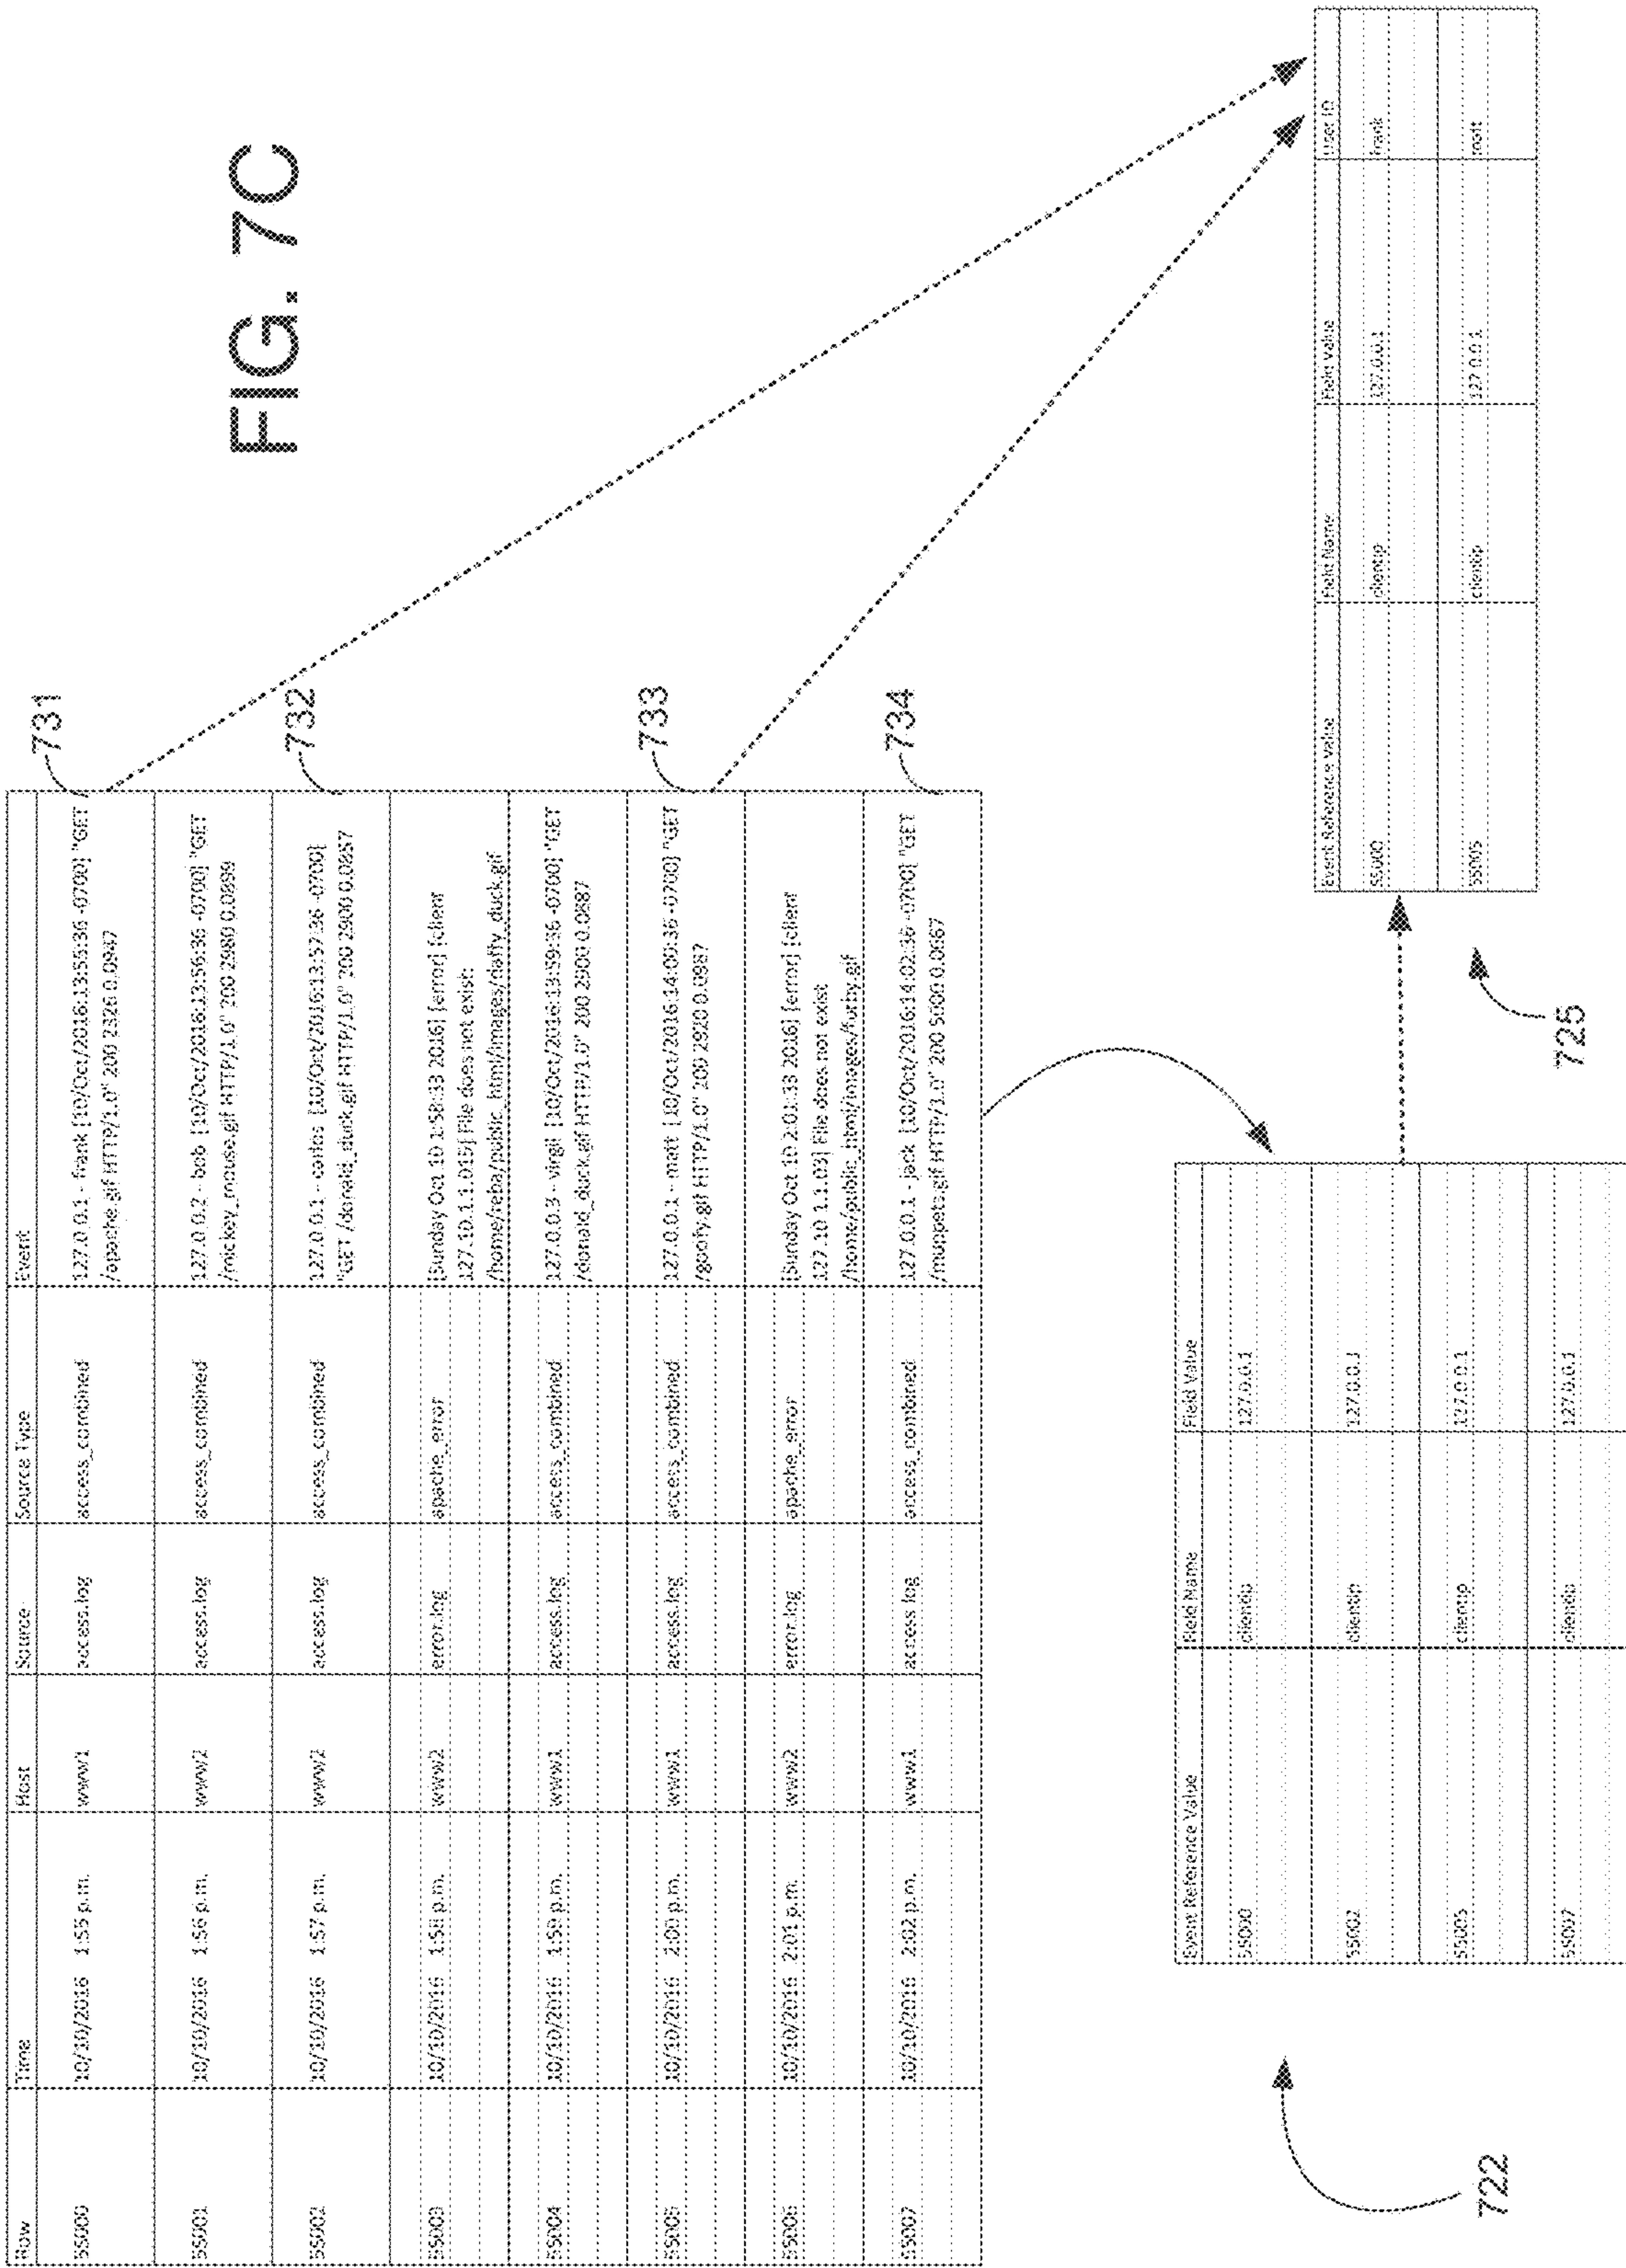 FIG. 7C
Row Time Host Source Source Type Event
55000 10/10/2016 1:55 p.m. www1 access.log access_combined 127.0.0.1 - frank [10/Oct/2016:13:55:36 -0700] "GET
/apache.gif HTTP/1.0" 200 2326 0.0947
731
55001 10/10/2016 1:56 p.m. www2 access.log access_combined 127.0.0.2 - bob [10/Oct/2016:13:56:36 -0700] "GET
/mickey_mouse.gif HTTP/1.0" 200 2980 0.0899
55002 10/10/2016 1:57 p.m. www2 access.log access_combined 127.0.0.1 - carlos [10/Oct/2016:13:57:36 -0700]
"GET /donald_duck.gif HTTP/1.0" 200 2900 0.0857
732
55003 10/10/2016 1:58 p.m. www2 error.log apache_error [Sunday Oct 10 1:58:33 2016] [error] [client
127.10.1.1.015] File does not exist:
/home/reba/public_html/images/daffy_duck.gif
55004 10/10/2016 1:59 p.m. www1 access.log access_combined 127.0.0.3 - virgil [10/Oct/2016:13:59:36 -0700] "GET
/donald_duck.gif HTTP/1.0" 200 2900 0.0887
55005 10/10/2016 2:00 p.m. www1 access.log access_combined 127.0.0.1 - matt [10/Oct/2016:14:00:36 -0700] "GET
/goofy.gif HTTP/1.0" 200 2920 0.0987
733
55006 10/10/2016 2:01 p.m. www2 error.log apache_error [Sunday Oct 10 2:01:33 2016] [error] [client
127.10.1.1.03] File does not exist
/home/public_html/images/furby.gif
55007 10/10/2016 2:02 p.m. www1 access.log access_combined 127.0.0.1 -jack [10/Oct/2016:14:02:36 -0700] "GET
/muppets.gif HTTP/1.0" 200 5000 0.0667
734
Event Reference Value Field Name Field Value
55000 clientip 127.0.0.1
55002 clientip 127.0.0.1
55005 clientip 127.0.0.1
55007 clientip 127.0.0.1
722
Event Reference Value Field Name Field Value User ID
55000 clientip 127.0.0.1 frank
55005 clientip 127.0.0.1 matt
725